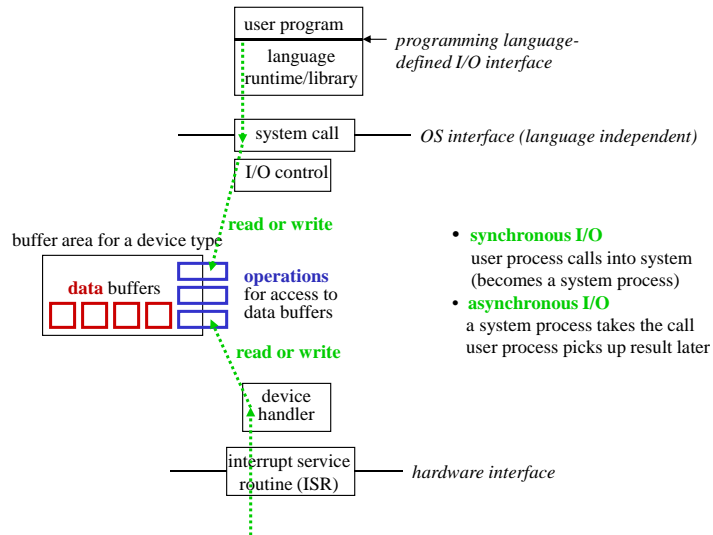 user program
programming language-
defined I/O interface
language
runtime/library
system call
OS interface (language independent)
I/O control
read or write
buffer area for a device type
data buffers
operations
for access to
data buffers
read or write
device
handler
interrupt service
routine (ISR)
hardware interface
• synchronous I/O
user process calls into system
(becomes a system process)
• asynchronous I/O
a system process takes the call
user process picks up result later